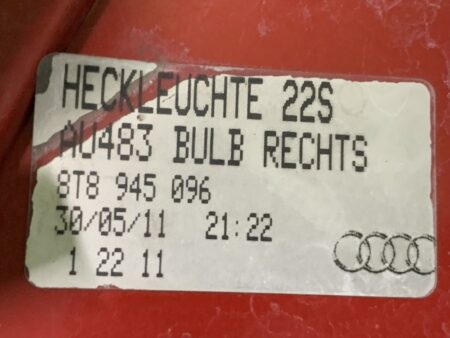 HECKLEUCHTE 22S
AU483 BULB RECHTS
8T8 945 096
30/05/11 21:22
1 22 11